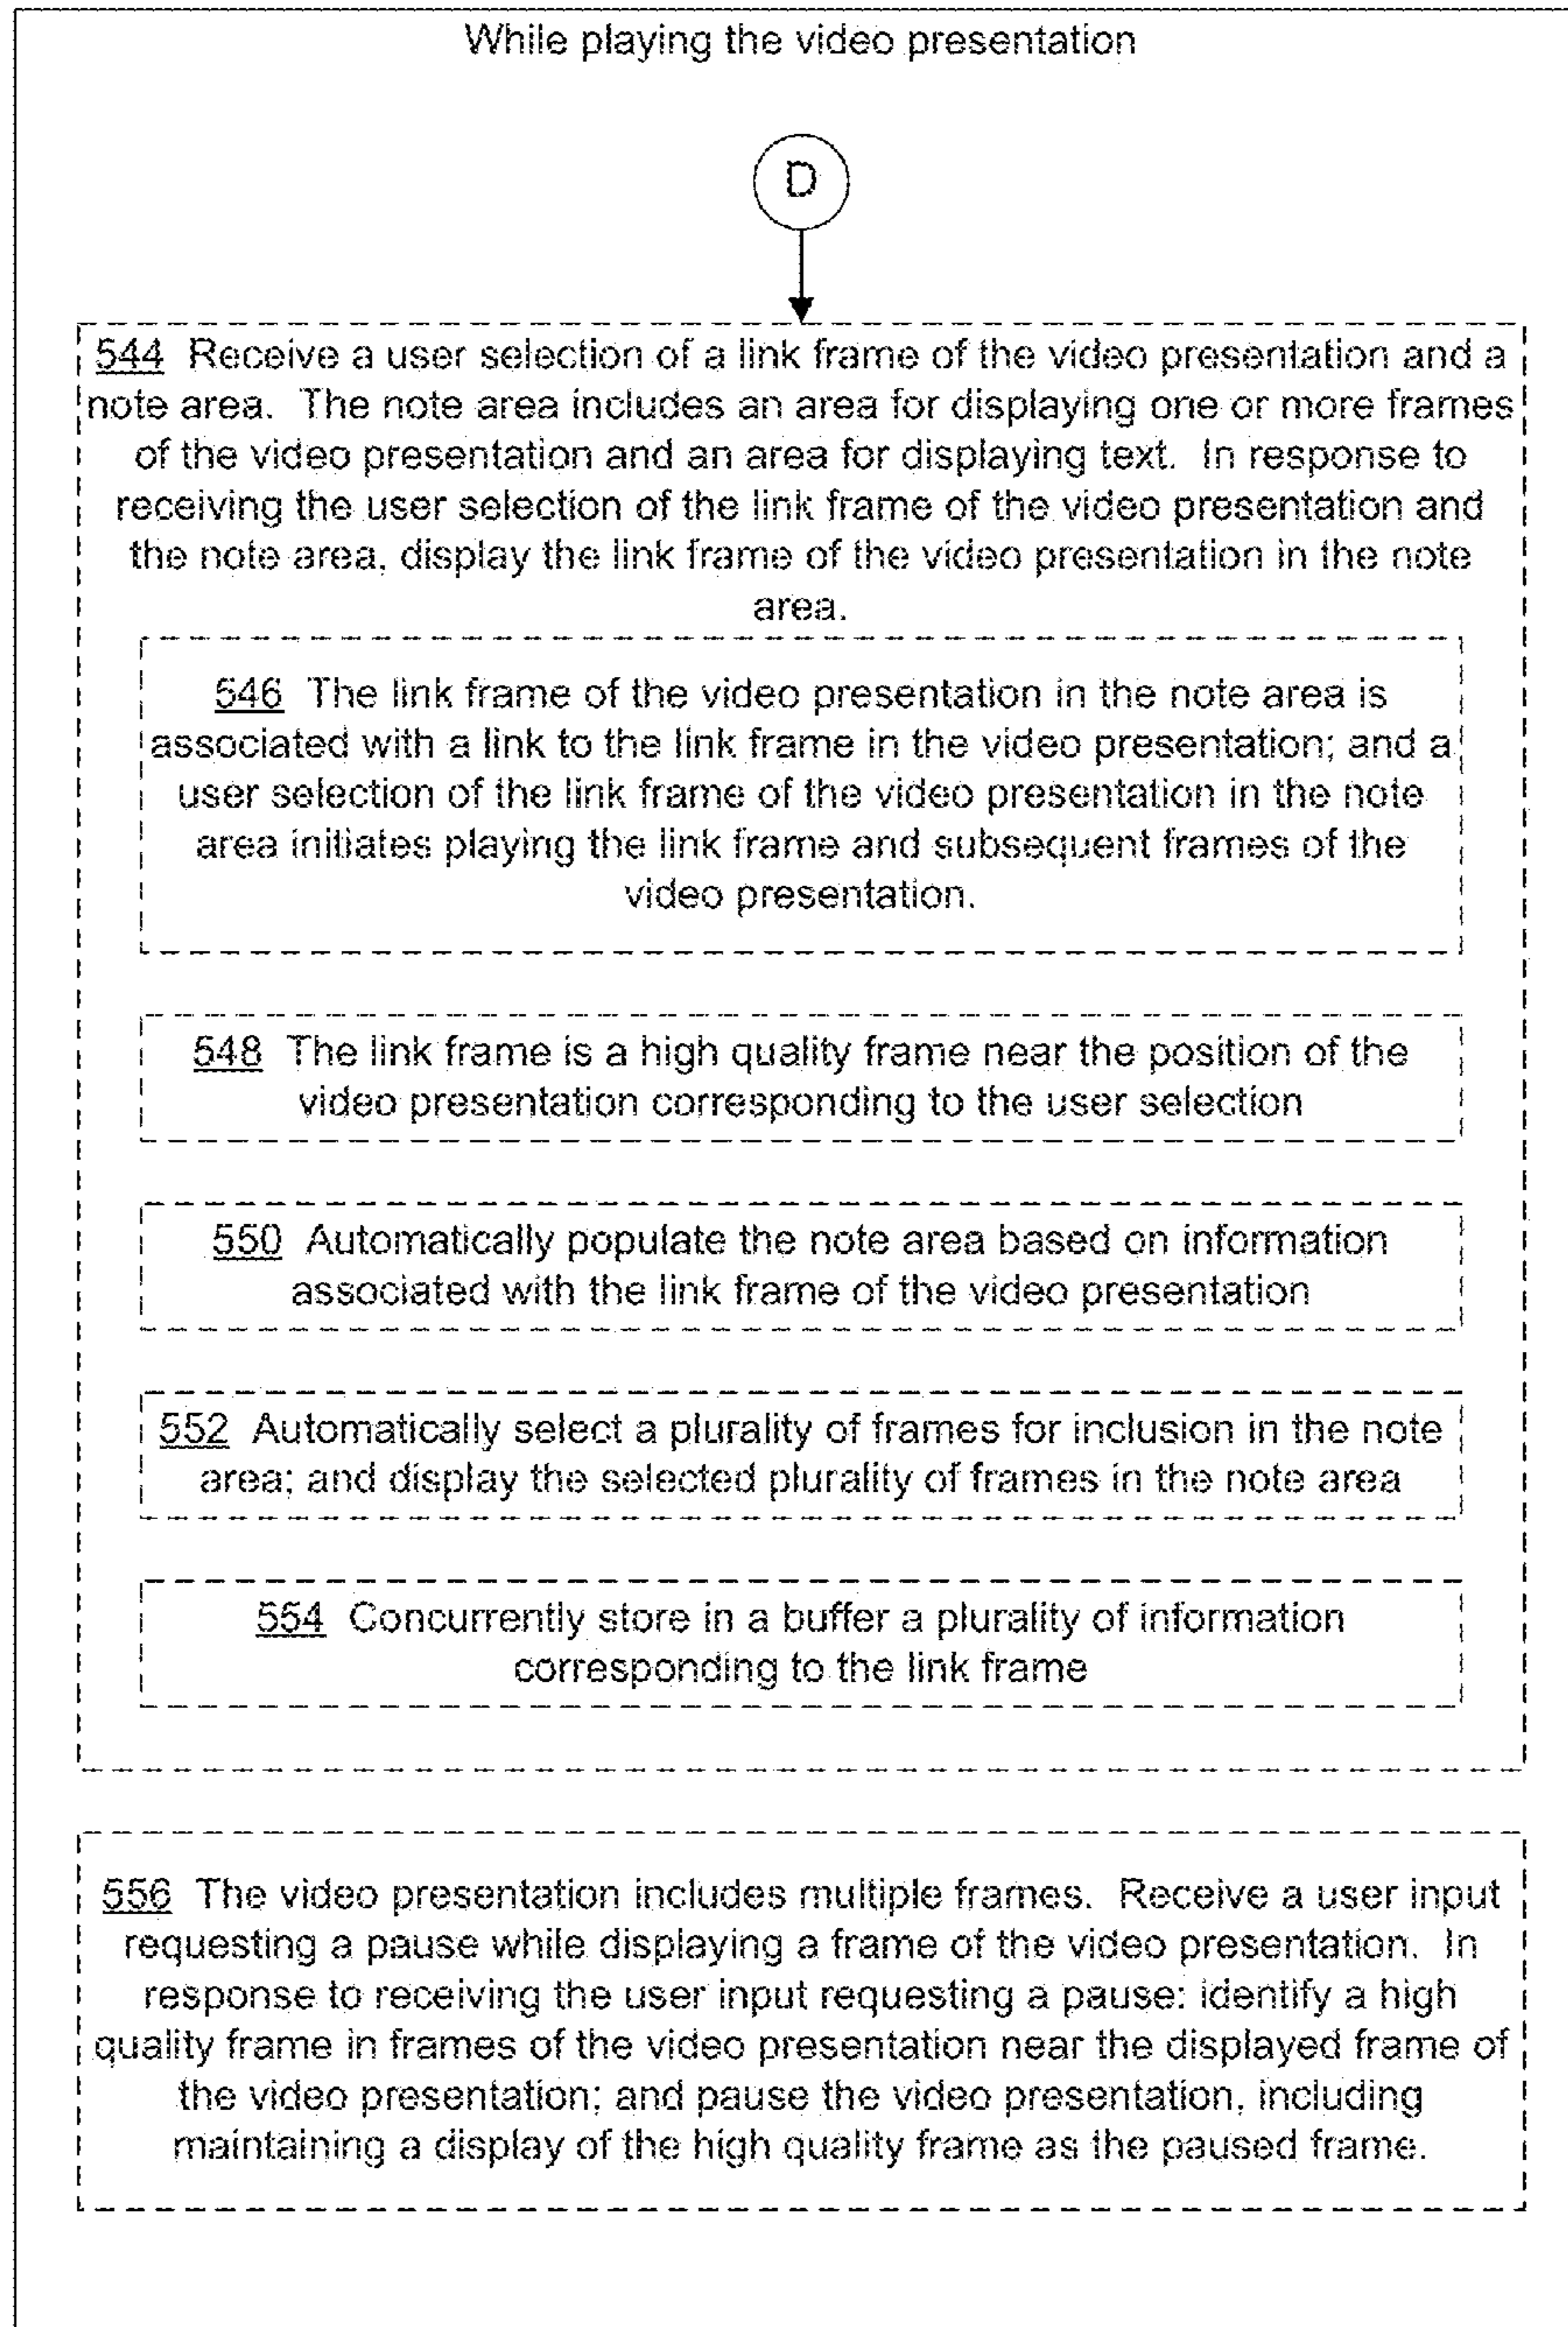 While playing the video presentation
D
544 Receive a user selection of a link frame of the video presentation and a
note area. The note area includes an area for displaying one or more frames
of the video presentation and an area for displaying text. In response to
receiving the user selection of the link frame of the video presentation and
the note area, display the link frame of the video presentation in the note
area.
546 The link frame of the video presentation in the note area is
associated with a link to the link frame in the video presentation; and a
user selection of the link frame of the video presentation in the note
area initiates playing the link frame and subsequent frames of the
video presentation.
548 The link frame is a high quality frame near the position of the
video presentation corresponding to the user selection
550 Automatically populate the note area based on information
associated with the link frame of the video presentation
552 Automatically select a plurality of frames for inclusion in the note
area; and display the selected plurality of frames in the note area
554 Concurrently store in a buffer a plurality of information
corresponding to the link frame
556 The video presentation includes multiple frames. Receive a user input
requesting a pause while displaying a frame of the video presentation. In
response to receiving the user input requesting a pause: identify a high
quality frame in frames of the video presentation near the displayed frame of
the video presentation; and pause the video presentation, including
maintaining a display of the high quality frame as the paused frame.